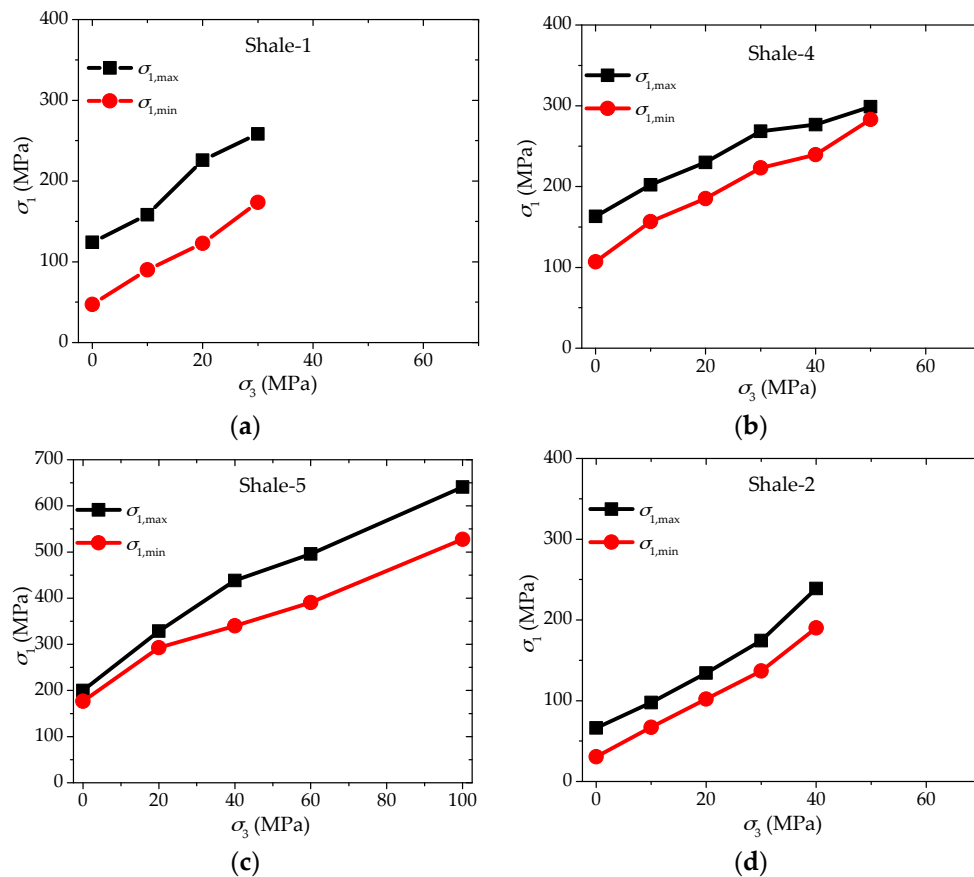 Shale-1
σ1,max
σ1,min
σ1 (MPa)
400
300
200
100
0
0 20 40 60
σ3 (MPa)
(a)
Shale-4
σ1,max
σ1,min
σ1 (MPa)
400
300
200
100
0
0 20 40 60
σ3 (MPa)
(b)
Shale-5
σ1,max
σ1,min
σ1 (MPa)
700
600
500
400
300
200
100
0
0 20 40 60 80 100
σ3 (MPa)
(c)
Shale-2
σ1,max
σ1,min
σ1 (MPa)
400
300
200
100
0
0 20 40 60
σ3 (MPa)
(d)